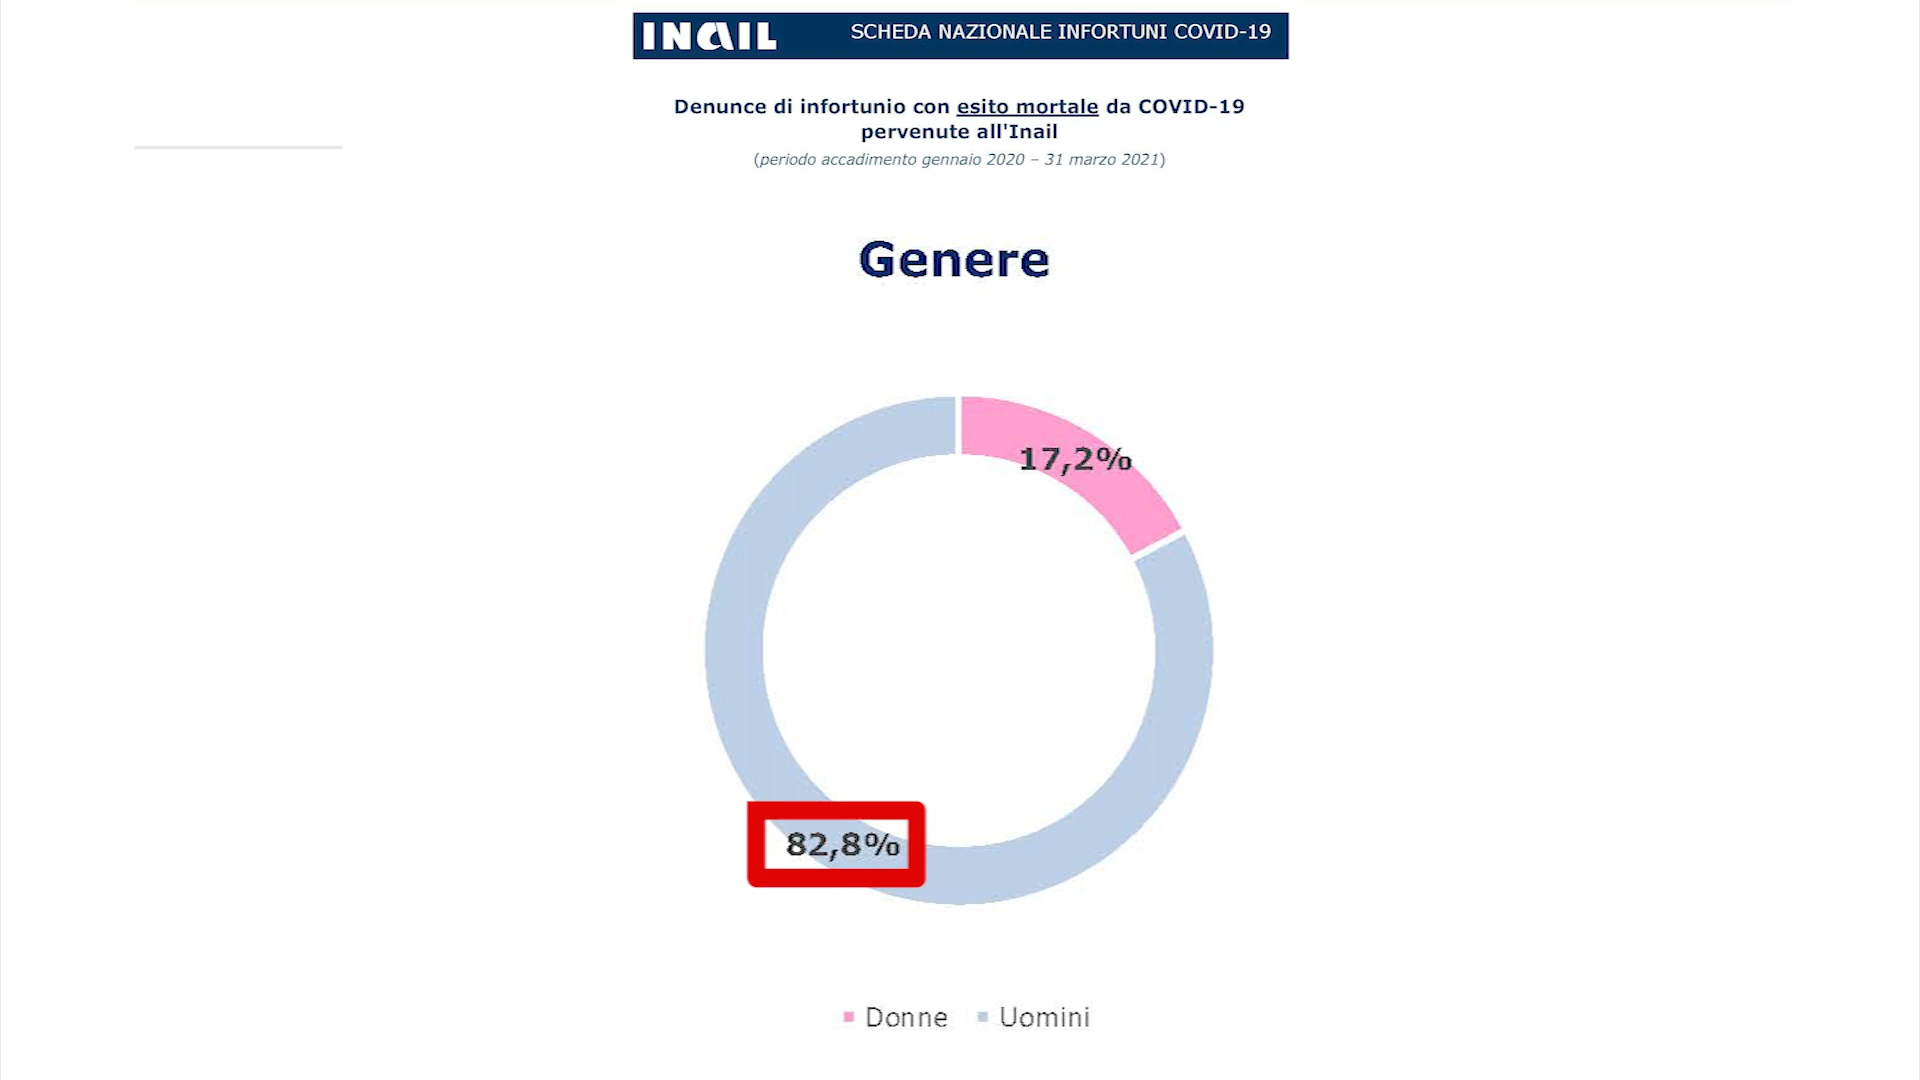 INAIL SCHEDA NAZIONALE INFORTUNI COVID-19
Denunce di infortunio con esito mortale da COVID-19
pervenute all'Inail
(periodo accadimento gennaio 2020 – 31 marzo 2021)
Genere
17,2%
82,8%
Donne Uomini